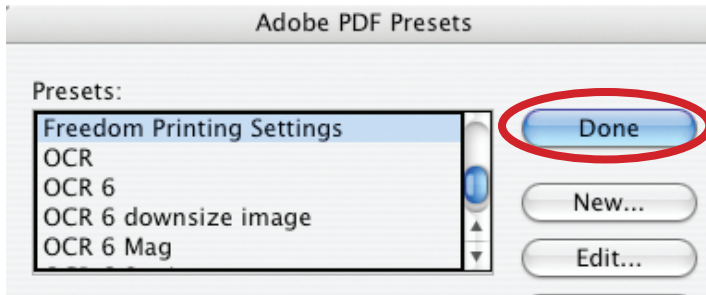 Adobe PDF Presets
Presets:
Freedom Printing Settings
OCR
OCR 6
OCR 6 downsize image
OCR 6 Mag
Done
New...
Edit...